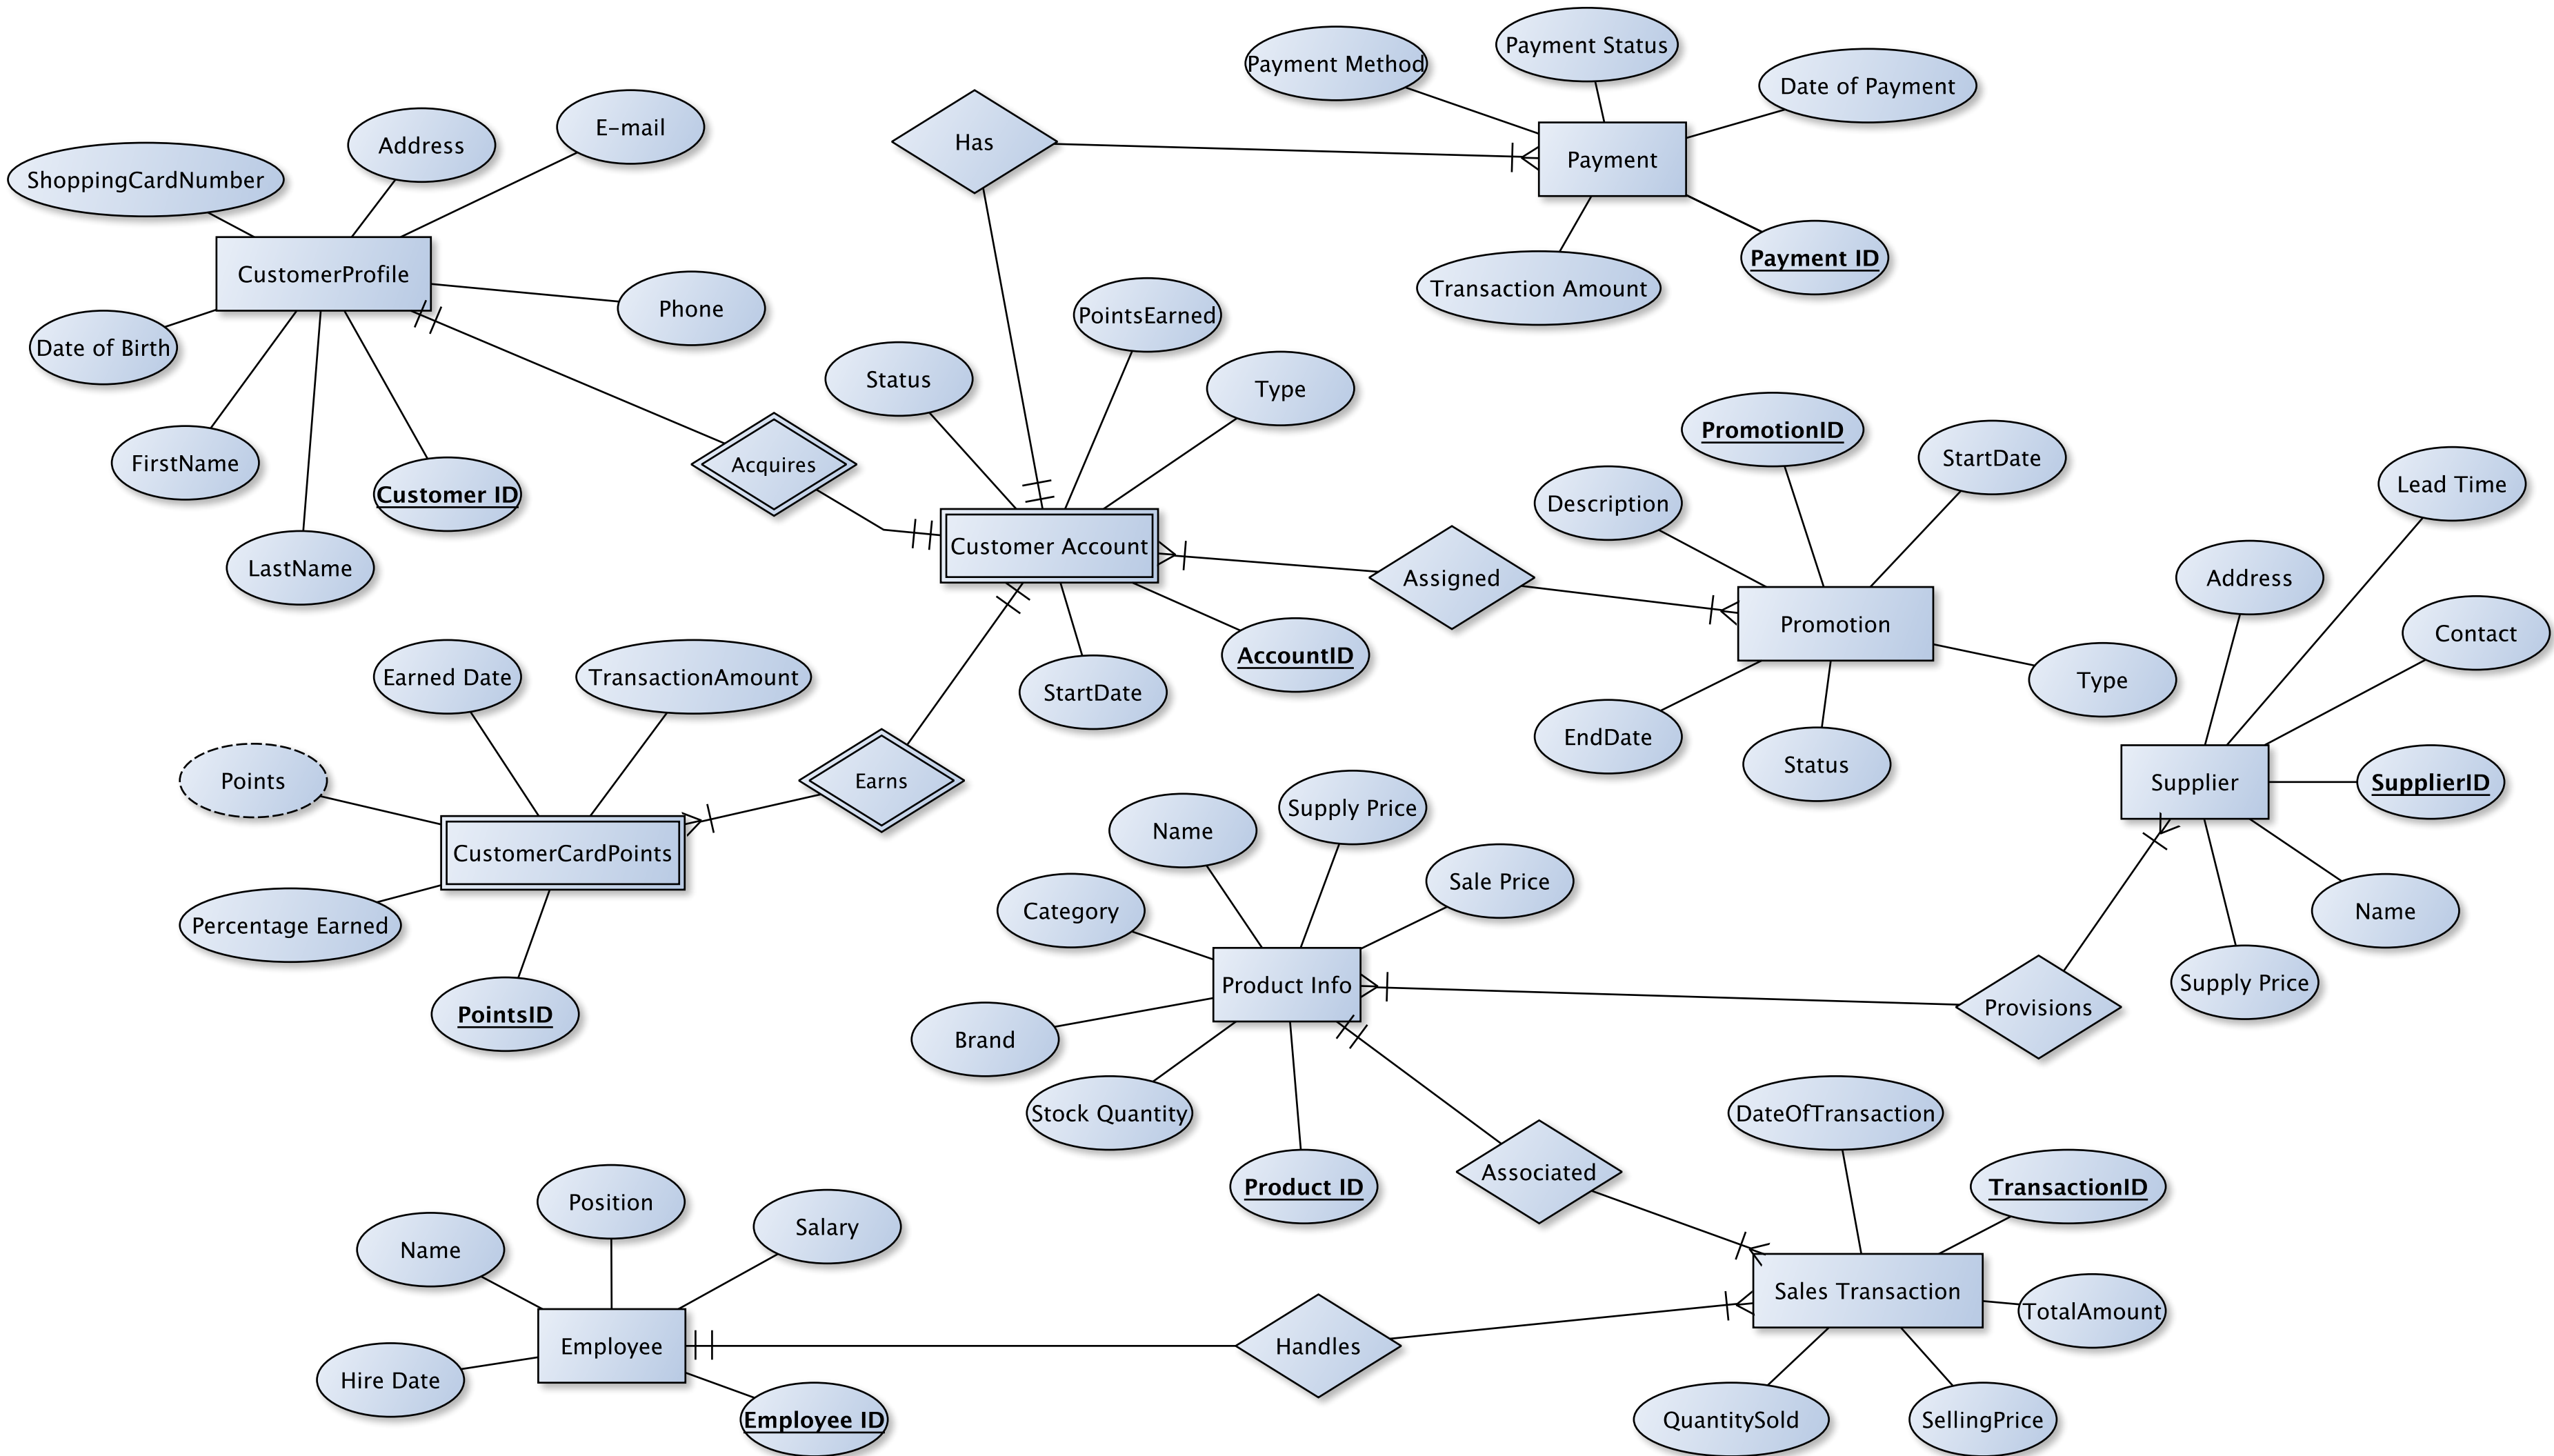 Payment Status
Payment Method
Date of Payment
E-mail
Address
Has
Payment
ShoppingCardNumber
Payment ID
CustomerProfile
Transaction Amount
Phone
PointsEarned
Date of Birth
Status
Type
FirstName
Acquires
PromotionID
StartDate
Customer ID
Description
Lead Time
LastName
Customer Account
Assigned
Address
Promotion
Contact
AccountID
Earned Date
TransactionAmount
StartDate
Type
EndDate
Status
Points
Earns
Supplier
SupplierID
Supply Price
Name
CustomerCardPoints
Sale Price
Category
Name
Percentage Earned
Product Info
Supply Price
PointsID
Provisions
Brand
Stock Quantity
DateOfTransaction
Product ID
Associated
TransactionID
Position
Name
Salary
Sales Transaction
TotalAmount
Employee
Handles
Hire Date
Employee ID
QuantitySold
SellingPrice